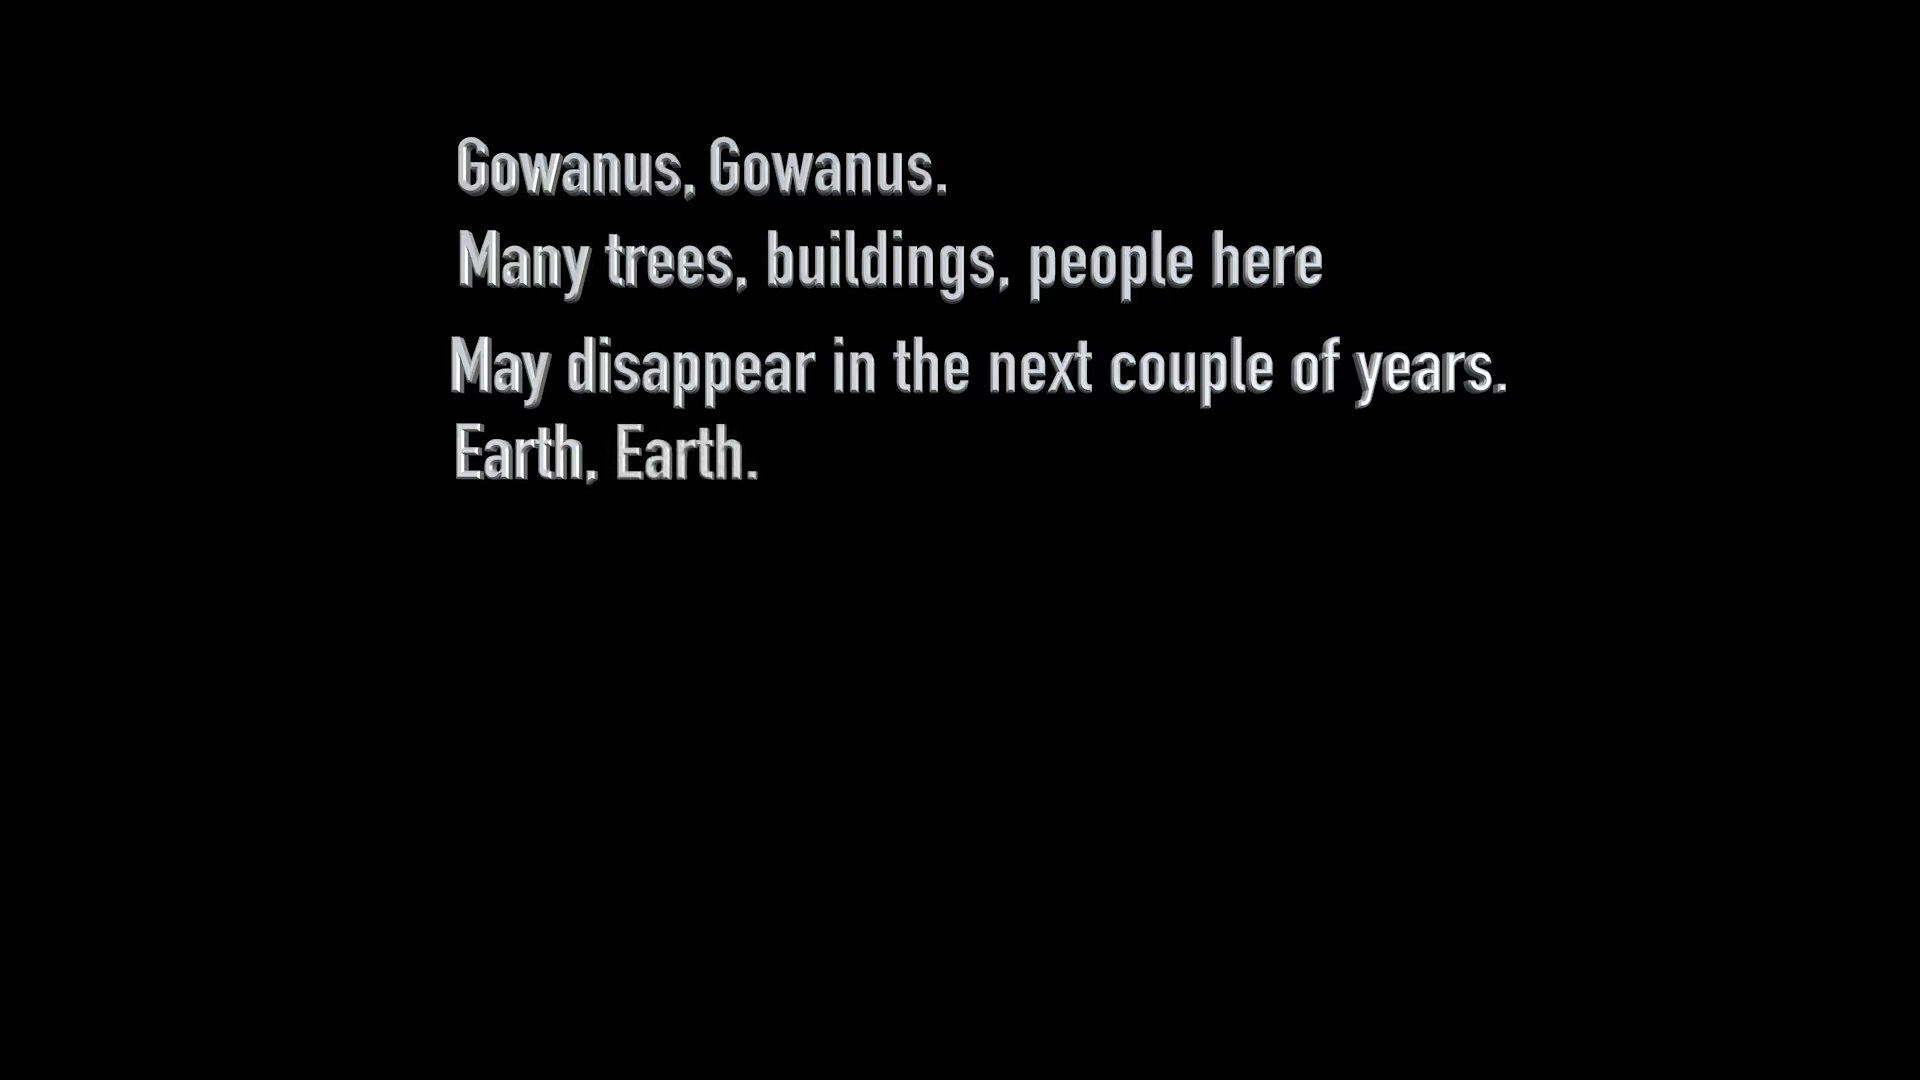 Gowanus, Gowanus.
Many trees, buildings, people here
May disappear in the next couple of years.
Earth, Earth.